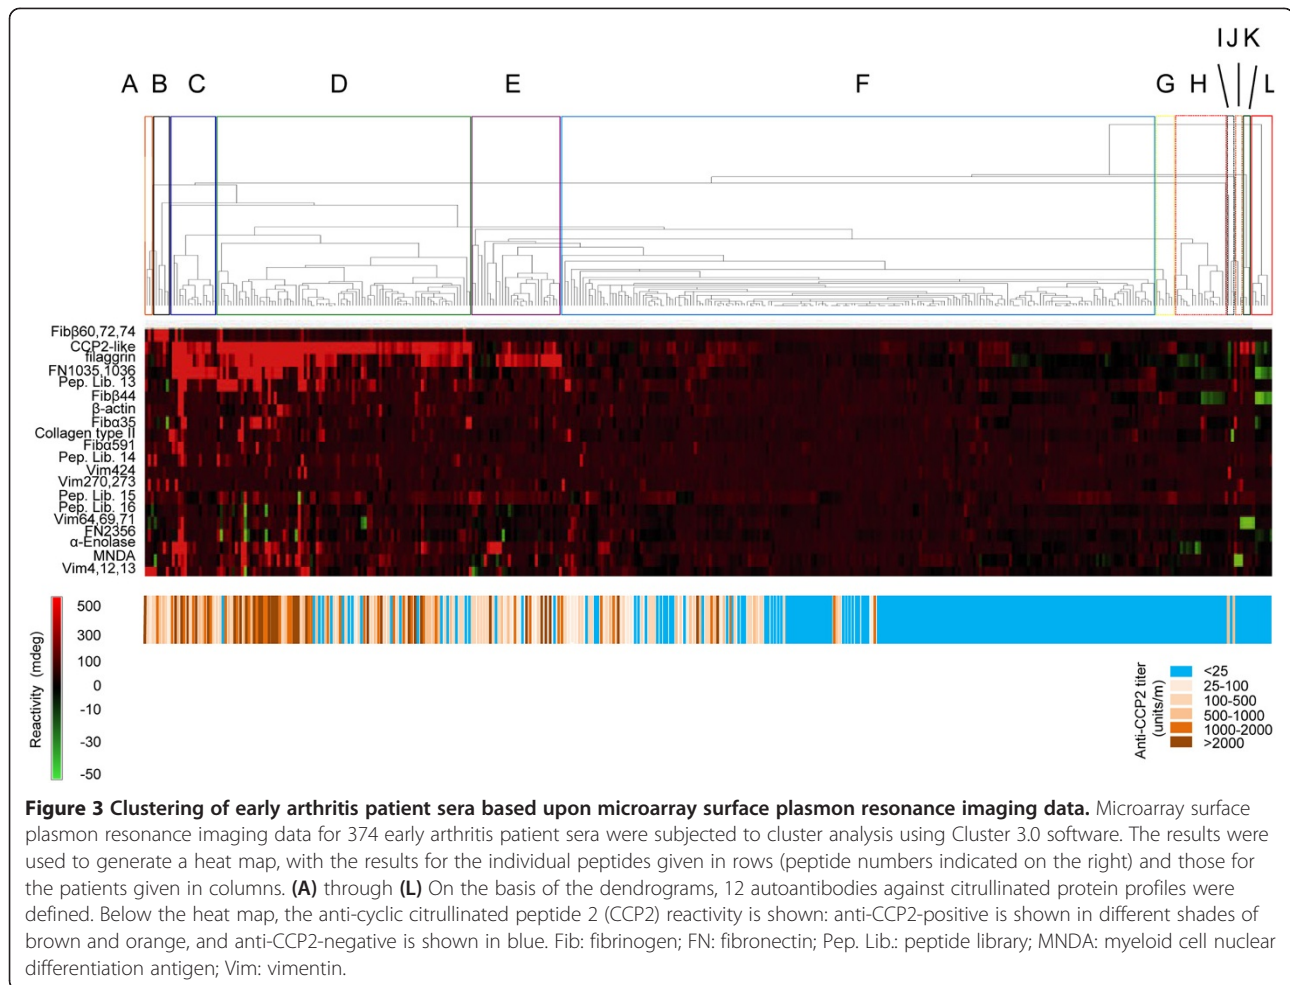 I J K
A B C D E F G H L
Fibβ60,72,74
CCP2-like
filaggrin
FN1035,1036
Pep. Lib. 13
Fibβ44
β-actin
Fibα35
Collagen type II
Fibα591
Pep. Lib. 14
Vim424
Vim270,273
Pep. Lib. 15
Pep. Lib. 16
Vim64,69,71
FN2356
α-Enolase
MNDA
Vim4,12,13
Reactivity (mdeg)
500
300
100
0
-10
-30
-50
Anti-CCP2 titer
(units/m)
<25
25-100
100-500
500-1000
1000-2000
>2000
Figure 3 Clustering of early arthritis patient sera based upon microarray surface plasmon resonance imaging data. Microarray surface
plasmon resonance imaging data for 374 early arthritis patient sera were subjected to cluster analysis using Cluster 3.0 software. The results were
used to generate a heat map, with the results for the individual peptides given in rows (peptide numbers indicated on the right) and those for
the patients given in columns. (A) through (L) On the basis of the dendrograms, 12 autoantibodies against citrullinated protein profiles were
defined. Below the heat map, the anti-cyclic citrullinated peptide 2 (CCP2) reactivity is shown: anti-CCP2-positive is shown in different shades of
brown and orange, and anti-CCP2-negative is shown in blue. Fib: fibrinogen; FN: fibronectin; Pep. Lib.: peptide library; MNDA: myeloid cell nuclear
differentiation antigen; Vim: vimentin.